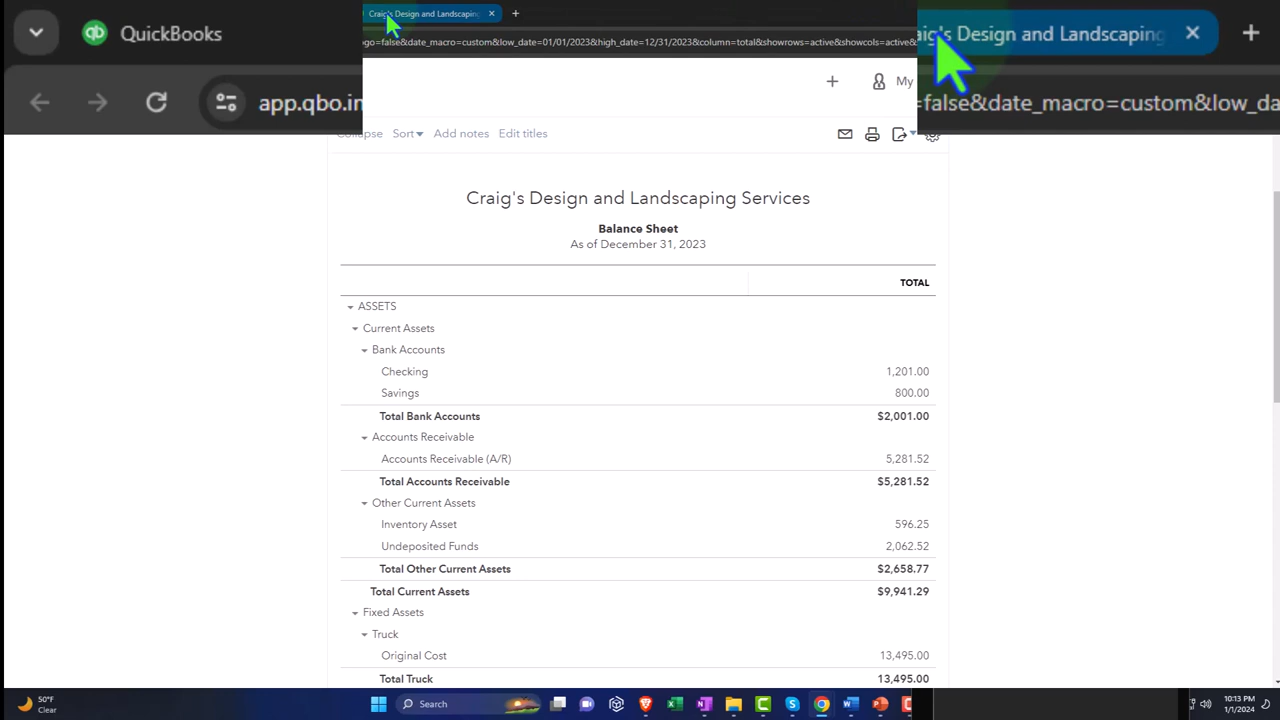 QuickBooks
Craig's Design and Landscaping
aig's Design and Landscaping
app.qbo.in
ogo=false&date_macro=custom&low_date=01/01/2023&high_date=12/31/2023&column=total&showrows=active&showcols=active&
=false&date_macro=custom&low_da
My
Collapse Sort Add notes Edit titles
Craig's Design and Landscaping Services
Balance Sheet
As of December 31, 2023
TOTAL
ASSETS
Current Assets
Bank Accounts
Checking 1,201.00
Savings 800.00
Total Bank Accounts $2,001.00
Accounts Receivable
Accounts Receivable (A/R) 5,281.52
Total Accounts Receivable $5,281.52
Other Current Assets
Inventory Asset 596.25
Undeposited Funds 2,062.52
Total Other Current Assets $2,658.77
Total Current Assets $9,941.29
Fixed Assets
Truck
Original Cost 13,495.00
Total Truck 13,495.00
50°F
Clear
Search
10:13 PM
1/1/2024